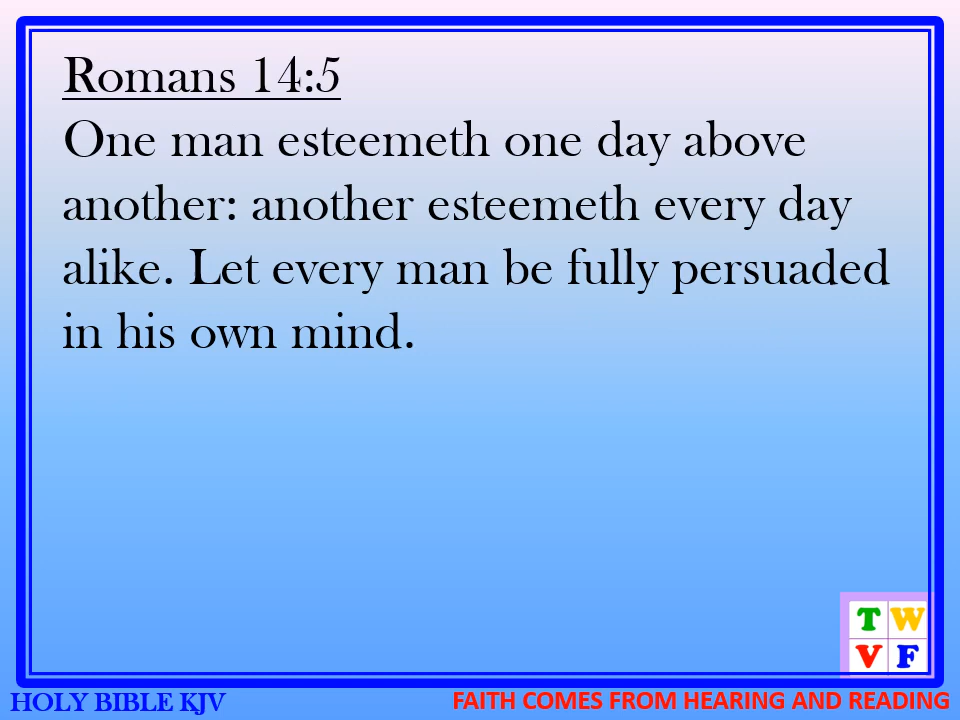 Romans 14:5
One man esteemeth one day above
another: another esteemeth every day
alike. Let every man be fully persuaded
in his own mind.
T W
V F
HOLY BIBLE KJV
FAITH COMES FROM HEARING AND READING